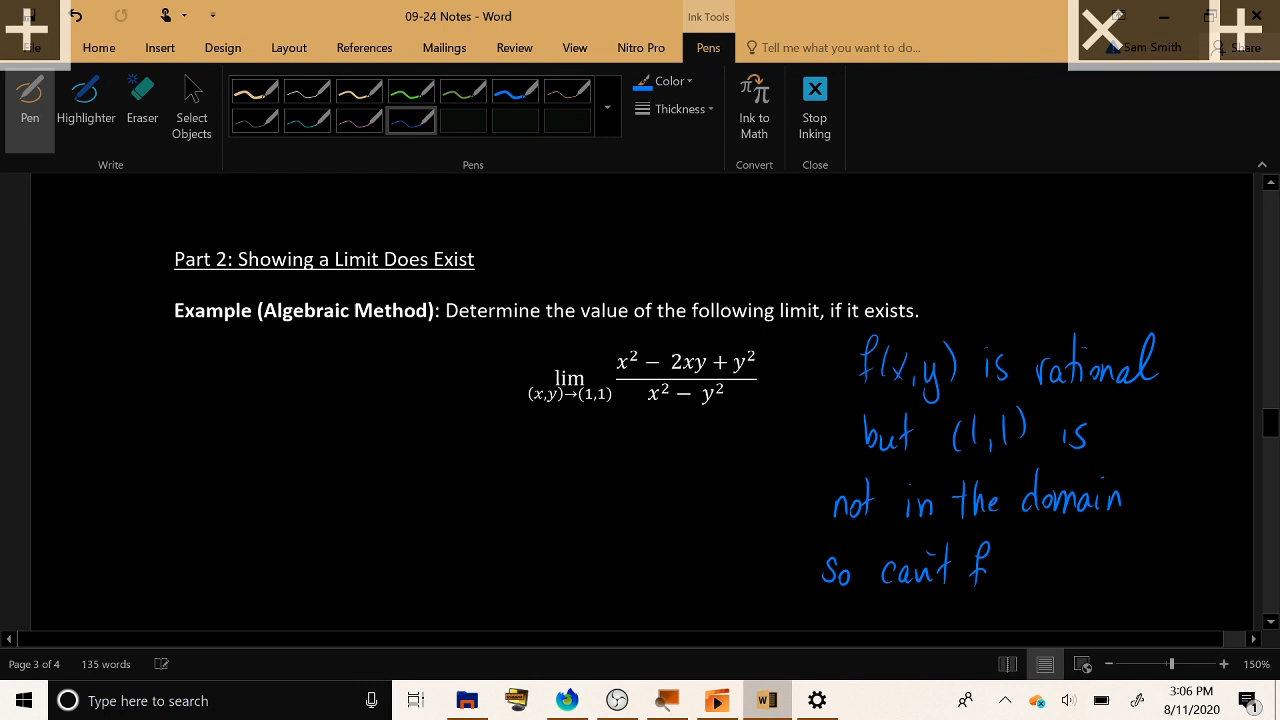 09-24 Notes - Word
Ink Tools
File Home Insert Design Layout References Mailings Review View Nitro Pro Pens Tell me what you want to do... Sam Smith Share
Pen Highlighter Eraser Select Objects
Color
Thickness
Ink to Math
Stop Inking
Write Pens Convert Close
Part 2: Showing a Limit Does Exist
Example (Algebraic Method): Determine the value of the following limit, if it exists.
lim (x,y)→(1,1) (x² − 2xy + y²)/(x² − y²)
f(x,y) is rational
but (1,1) is
not in the domain
so can't f
Page 3 of 4 135 words 150%
Type here to search
3:06 PM
8/11/2020
1